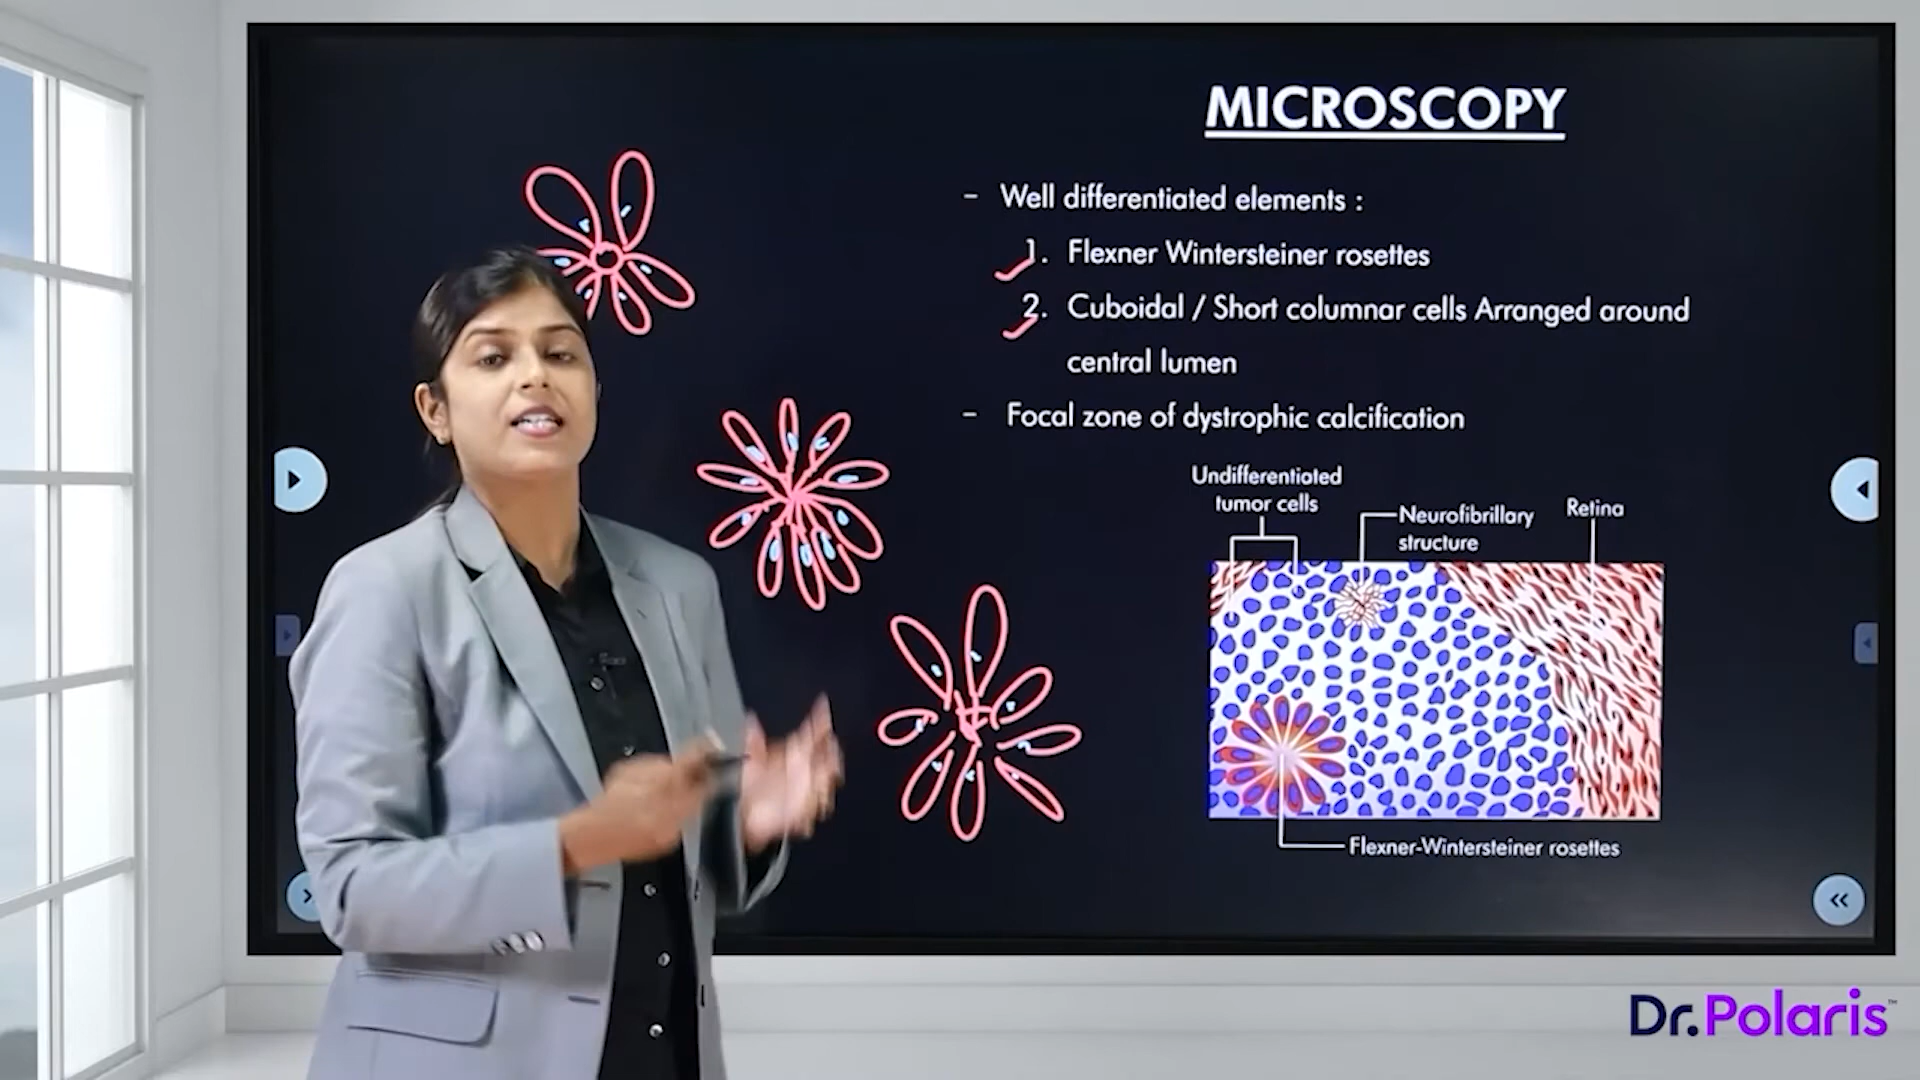 MICROSCOPY
- Well differentiated elements :
1. Flexner Wintersteiner rosettes
2. Cuboidal / Short columnar cells Arranged around
central lumen
- Focal zone of dystrophic calcification
Undifferentiated
tumor cells
Neurofibrillary
structure
Retina
Flexner-Wintersteiner rosettes
Dr.Polaris™